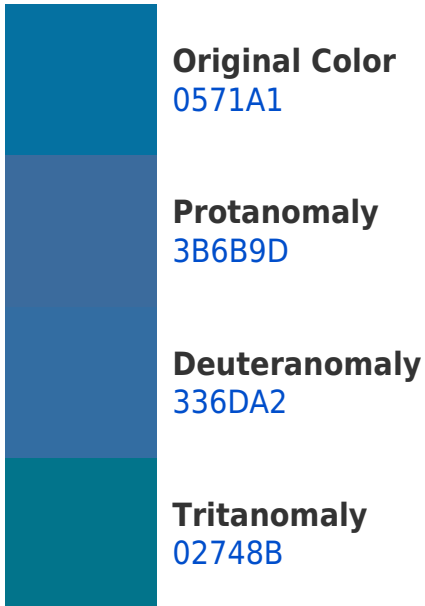 Original Color
0571A1
Protanomaly
3B6B9D
Deuteranomaly
336DA2
Tritanomaly
02748B